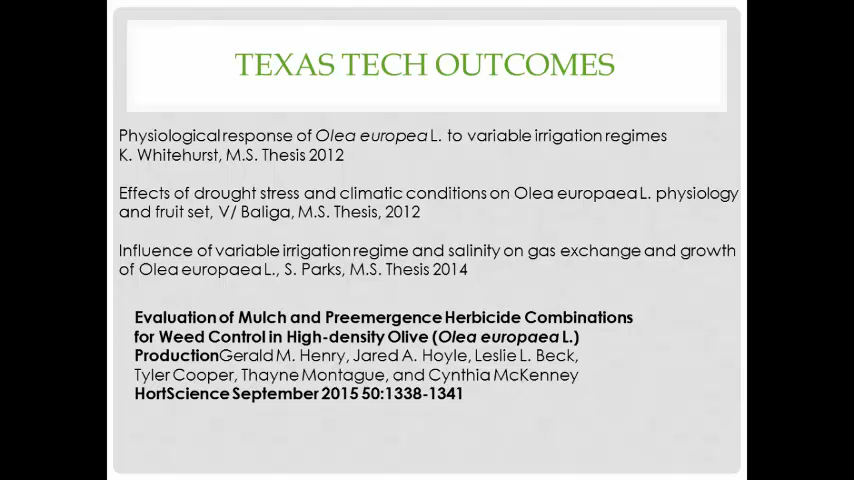 TEXAS TECH OUTCOMES
Physiological response of Olea europea L. to variable irrigation regimes
K. Whitehurst, M.S. Thesis 2012
Effects of drought stress and climatic conditions on Olea europaea L. physiology
and fruit set, V/ Baliga, M.S. Thesis, 2012
Influence of variable irrigation regime and salinity on gas exchange and growth
of Olea europaea L., S. Parks, M.S. Thesis 2014
Evaluation of Mulch and Preemergence Herbicide Combinations
for Weed Control in High-density Olive (Olea europaea L.)
ProductionGerald M. Henry, Jared A. Hoyle, Leslie L. Beck,
Tyler Cooper, Thayne Montague, and Cynthia McKenney
HortScience September 2015 50:1338-1341